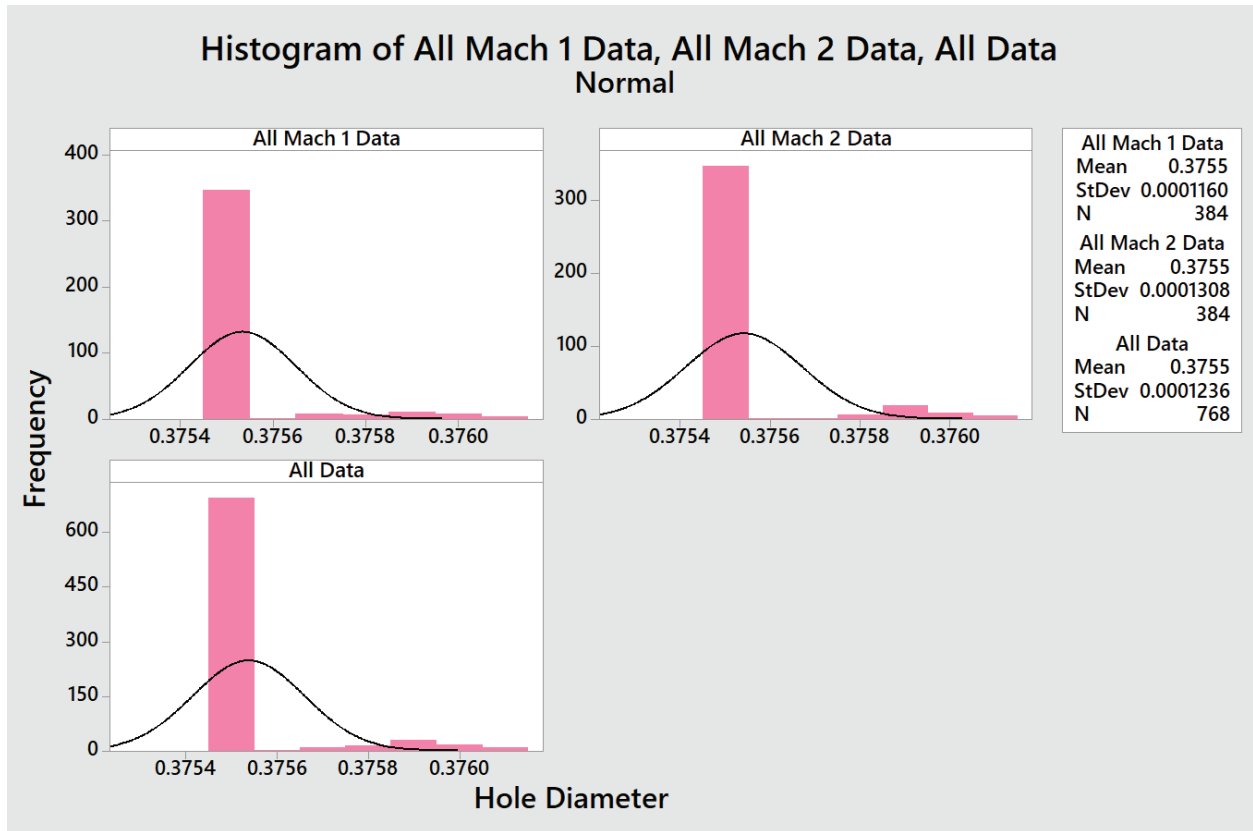 Histogram of All Mach 1 Data, All Mach 2 Data, All Data
Normal
All Mach 1 Data
400
300
200
100
0
0.3754 0.3756 0.3758 0.3760
All Mach 2 Data
300
200
100
0
0.3754 0.3756 0.3758 0.3760
All Mach 1 Data
Mean 0.3755
StDev 0.0001160
N 384
All Mach 2 Data
Mean 0.3755
StDev 0.0001308
N 384
All Data
Mean 0.3755
StDev 0.0001236
N 768
Frequency
All Data
600
450
300
150
0
0.3754 0.3756 0.3758 0.3760
Hole Diameter